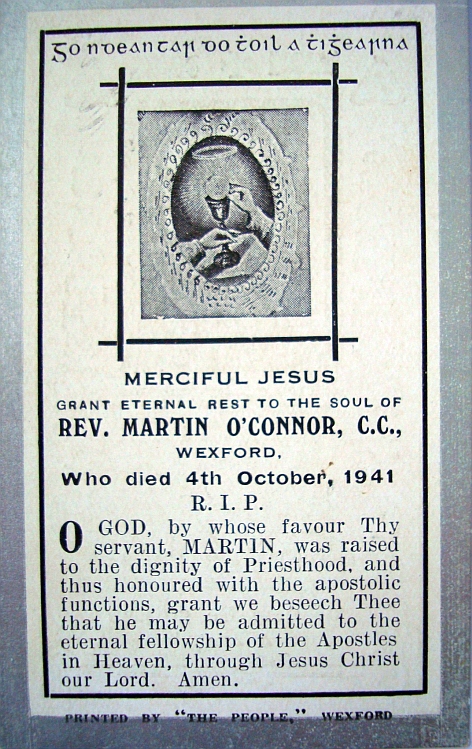 Go ndeantar do ṫoil a ṫiġearna
MERCIFUL JESUS
GRANT ETERNAL REST TO THE SOUL OF
REV. MARTIN O'CONNOR, C.C.,
WEXFORD,
Who died 4th October, 1941
R. I. P.
O GOD, by whose favour Thy
servant, MARTIN, was raised
to the dignity of Priesthood, and
thus honoured with the apostolic
functions, grant we beseech Thee
that he may be admitted to the
eternal fellowship of the Apostles
in Heaven, through Jesus Christ
our Lord. Amen.
PRINTED BY "THE PEOPLE," WEXFORD